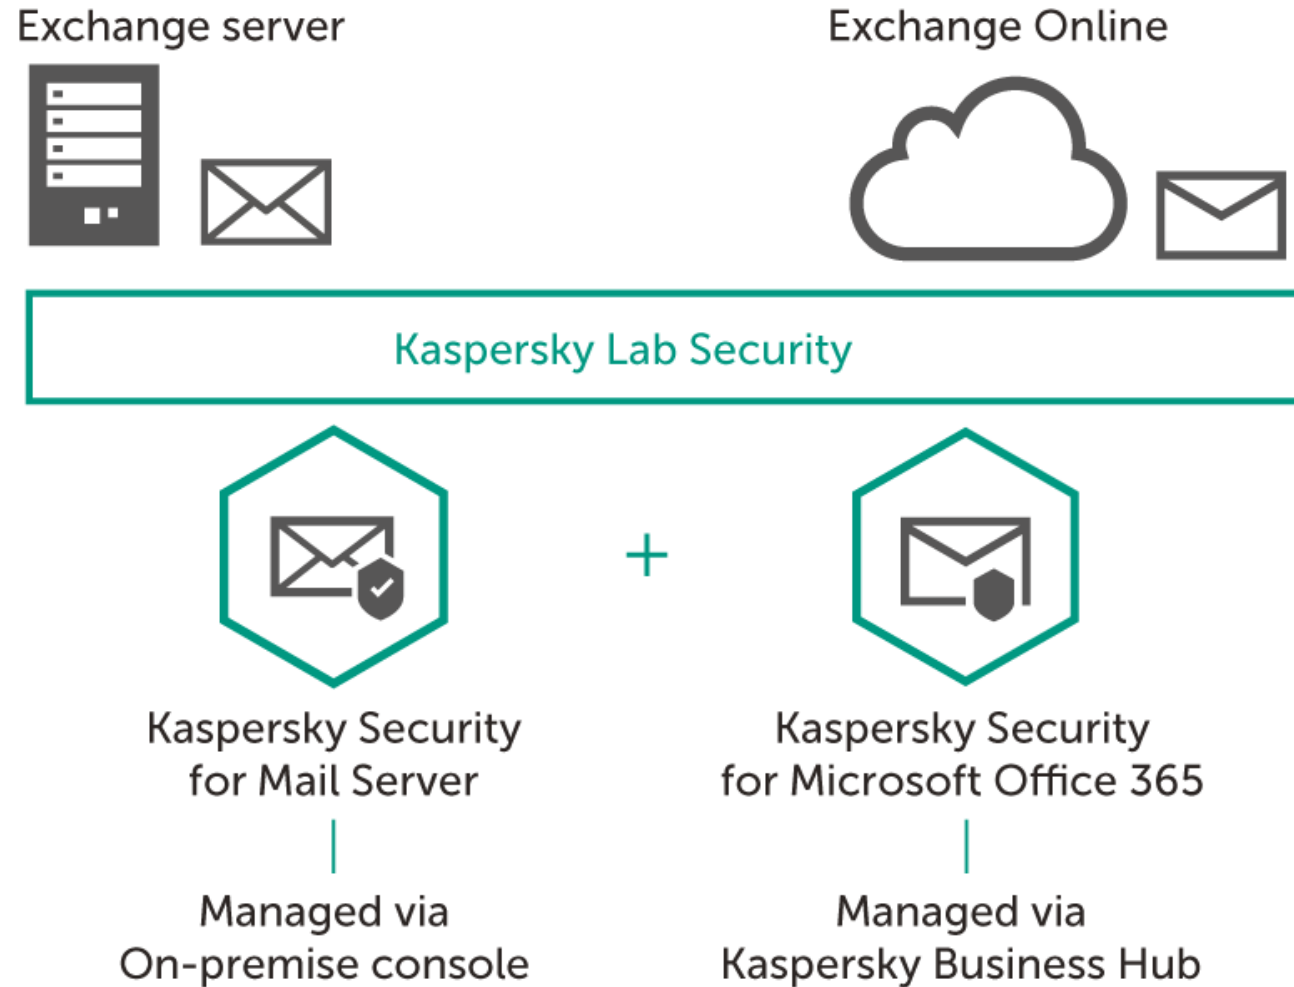 Exchange server
Exchange Online
Kaspersky Lab Security
Kaspersky Security
for Mail Server
Kaspersky Security
for Microsoft Office 365
Managed via
On-premise console
Managed via
Kaspersky Business Hub